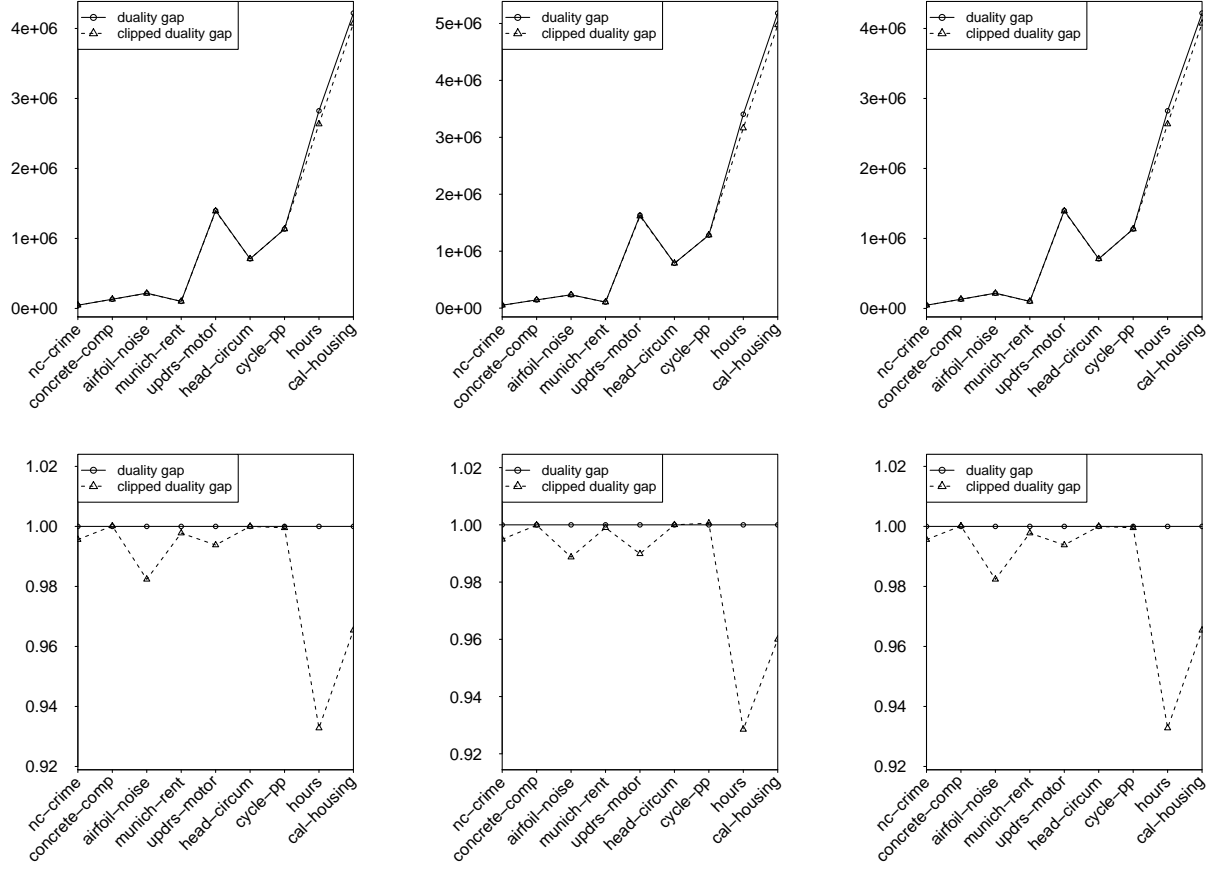 duality gap
clipped duality gap
4e+06
3e+06
2e+06
1e+06
0e+00
nc−crime
concrete−comp
airfoil−noise
munich−rent
updrs−motor
head−circum
cycle−pp
hours
cal−housing
duality gap
clipped duality gap
5e+06
4e+06
3e+06
2e+06
1e+06
0e+00
nc−crime
concrete−comp
airfoil−noise
munich−rent
updrs−motor
head−circum
cycle−pp
hours
cal−housing
duality gap
clipped duality gap
4e+06
3e+06
2e+06
1e+06
0e+00
nc−crime
concrete−comp
airfoil−noise
munich−rent
updrs−motor
head−circum
cycle−pp
hours
cal−housing
duality gap
clipped duality gap
1.02
1.00
0.98
0.96
0.94
0.92
nc−crime
concrete−comp
airfoil−noise
munich−rent
updrs−motor
head−circum
cycle−pp
hours
cal−housing
duality gap
clipped duality gap
1.02
1.00
0.98
0.96
0.94
0.92
nc−crime
concrete−comp
airfoil−noise
munich−rent
updrs−motor
head−circum
cycle−pp
hours
cal−housing
duality gap
clipped duality gap
1.02
1.00
0.98
0.96
0.94
0.92
nc−crime
concrete−comp
airfoil−noise
munich−rent
updrs−motor
head−circum
cycle−pp
hours
cal−housing